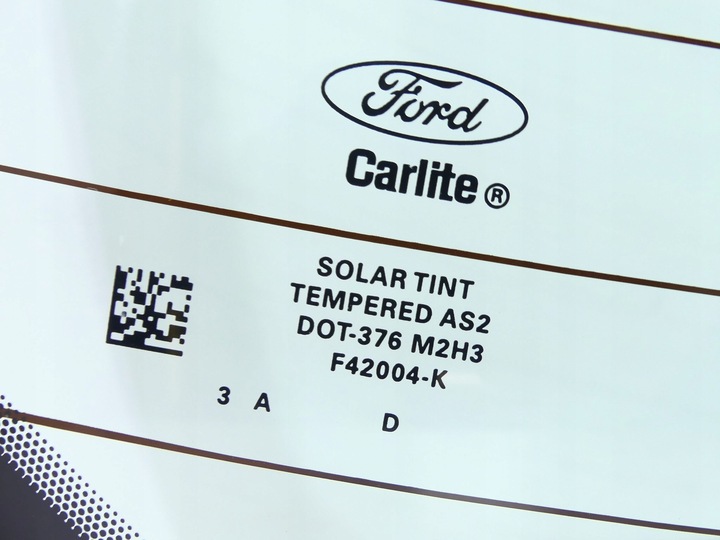 Ford
Carlite®
SOLAR TINT
TEMPERED AS2
DOT-376 M2H3
F42004-K
3 A D